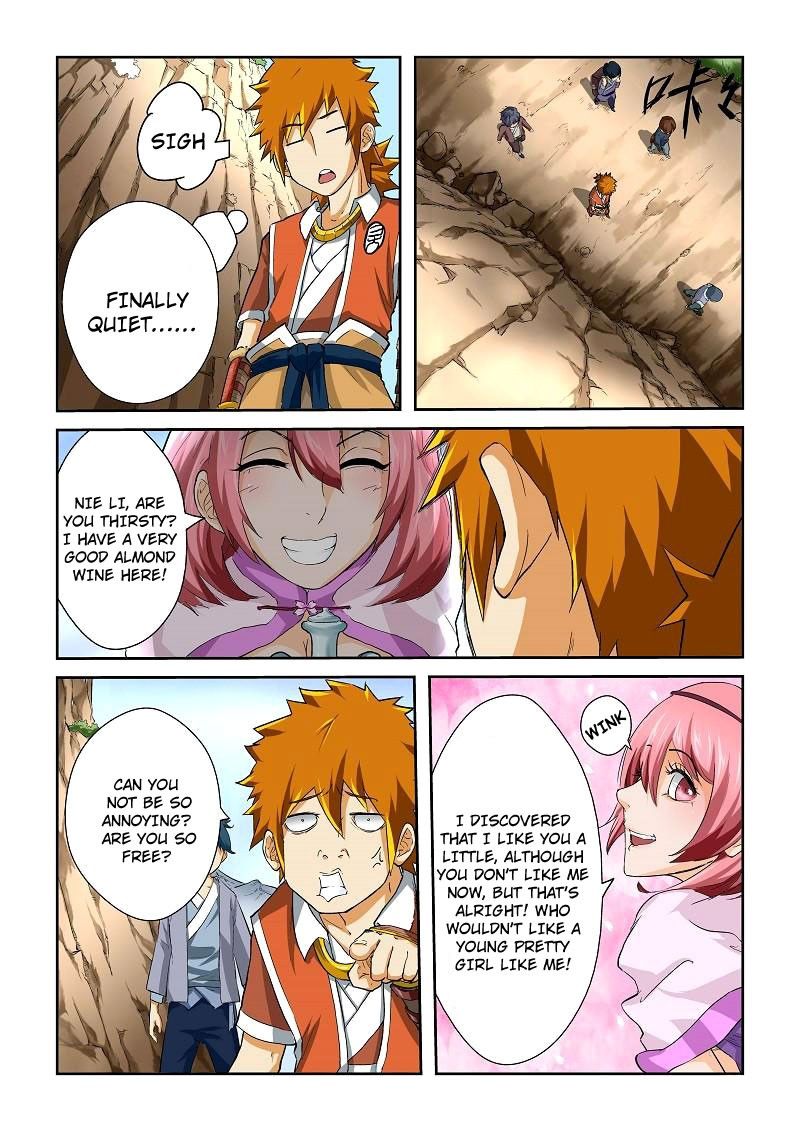 SIGH
FINALLY
QUIET......
咔
NIE LI, ARE
YOU THIRSTY?
I HAVE A VERY
GOOD ALMOND
WINE HERE!
CAN YOU
NOT BE SO
ANNOYING?
ARE YOU SO
FREE?
WINK
I DISCOVERED
THAT I LIKE YOU A
LITTLE, ALTHOUGH
YOU DON'T LIKE ME
NOW, BUT THAT'S
ALRIGHT! WHO
WOULDN'T LIKE A
YOUNG PRETTY
GIRL LIKE ME!